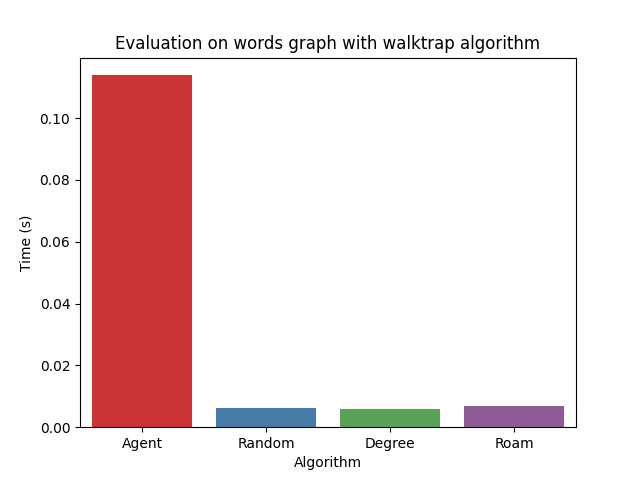 Evaluation on words graph with walktrap algorithm
0.10
0.08
0.06
0.04
0.02
0.00
Time (s)
Agent Random Degree Roam
Algorithm